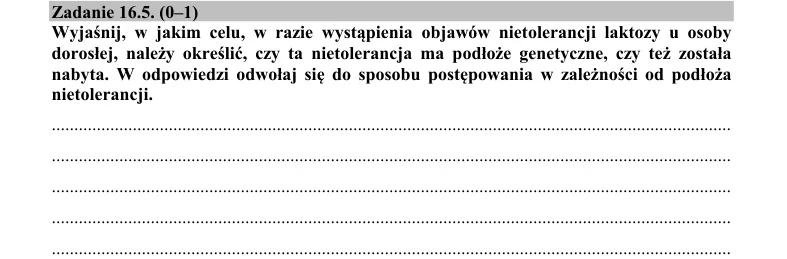 Zadanie 16.5. (0–1)
Wyjaśnij, w jakim celu, w razie wystąpienia objawów nietolerancji laktozy u osoby
dorosłej, należy określić, czy ta nietolerancja ma podłoże genetyczne, czy też została
nabyta. W odpowiedzi odwołaj się do sposobu postępowania w zależności od podłoża
nietolerancji.